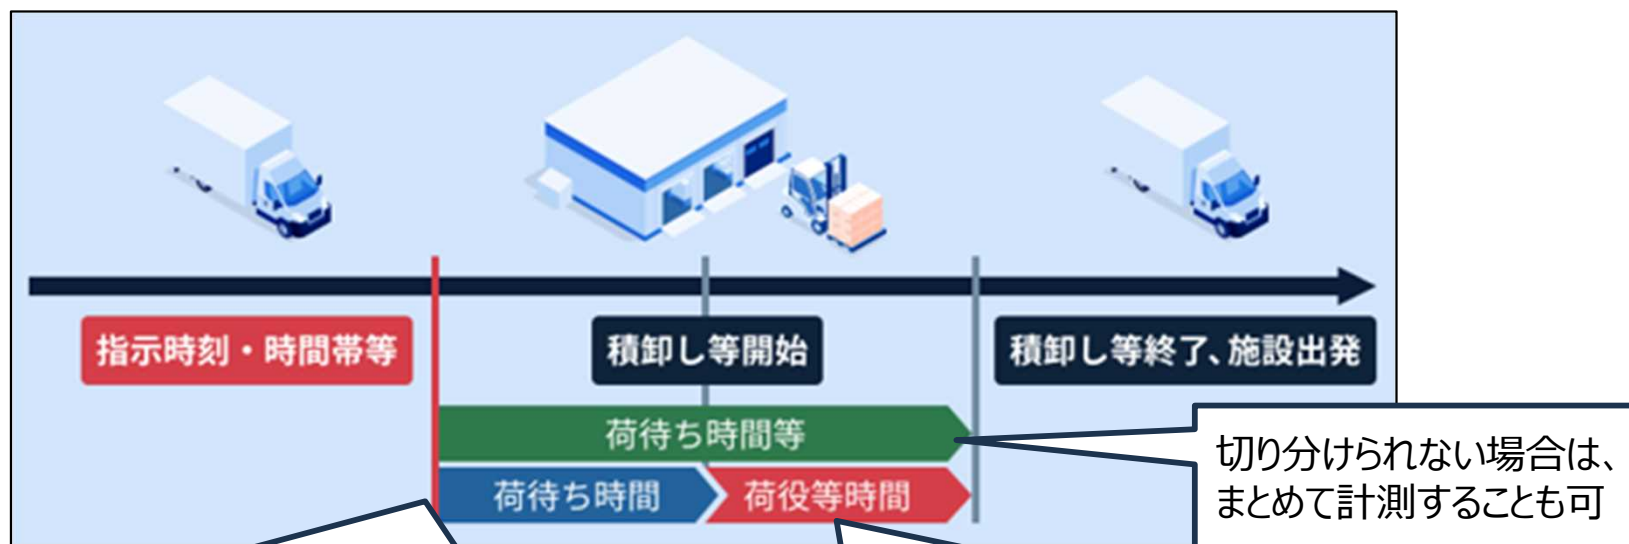 指示時刻・時間帯等
積卸し等開始
積卸し等終了、施設出発
荷待ち時間等
荷待ち時間
荷役等時間
切り分けられない場合は、
まとめて計測することも可